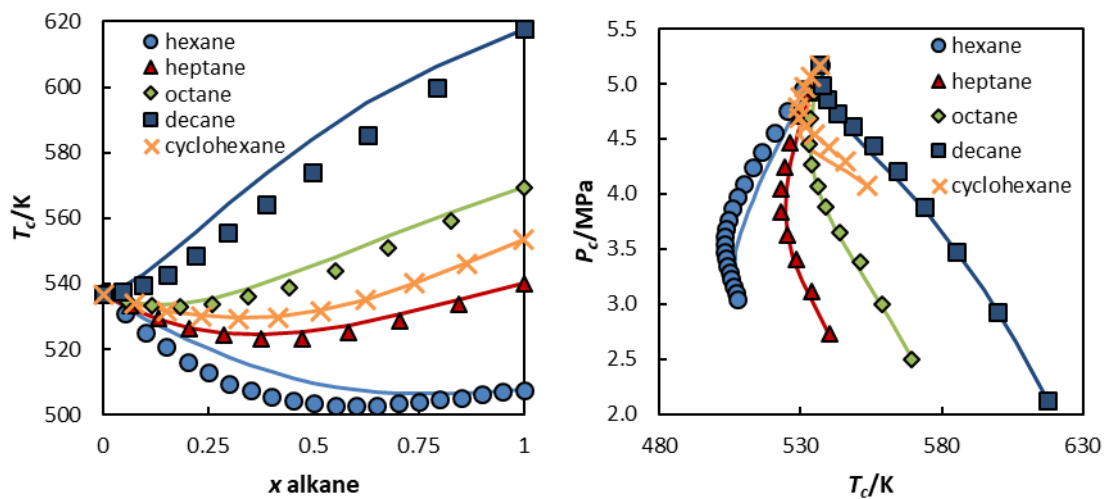 620
600
580
560
540
520
500
Tc/K
hexane
heptane
octane
decane
cyclohexane
0
0.25
0.5
0.75
1
x alkane
5.5
5.0
4.5
4.0
3.5
3.0
2.5
2.0
Pc/MPa
hexane
heptane
octane
decane
cyclohexane
480
530
580
630
Tc/K